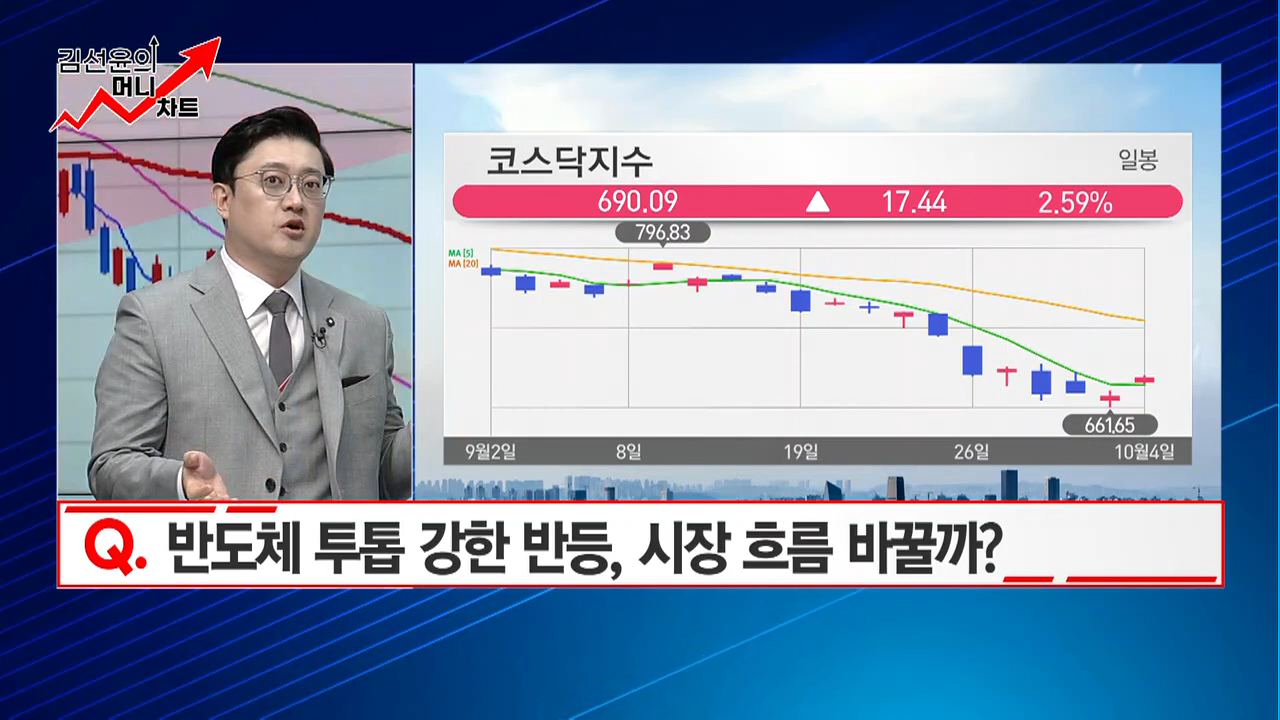 김선윤의
머니
차트
코스닥지수
일봉
690.09 ▲ 17.44 2.59%
796.83
MA [5]
MA [20]
661.65
9월2일 8일 19일 26일 10월4일
Q. 반도체 투톱 강한 반등, 시장 흐름 바꿀까?